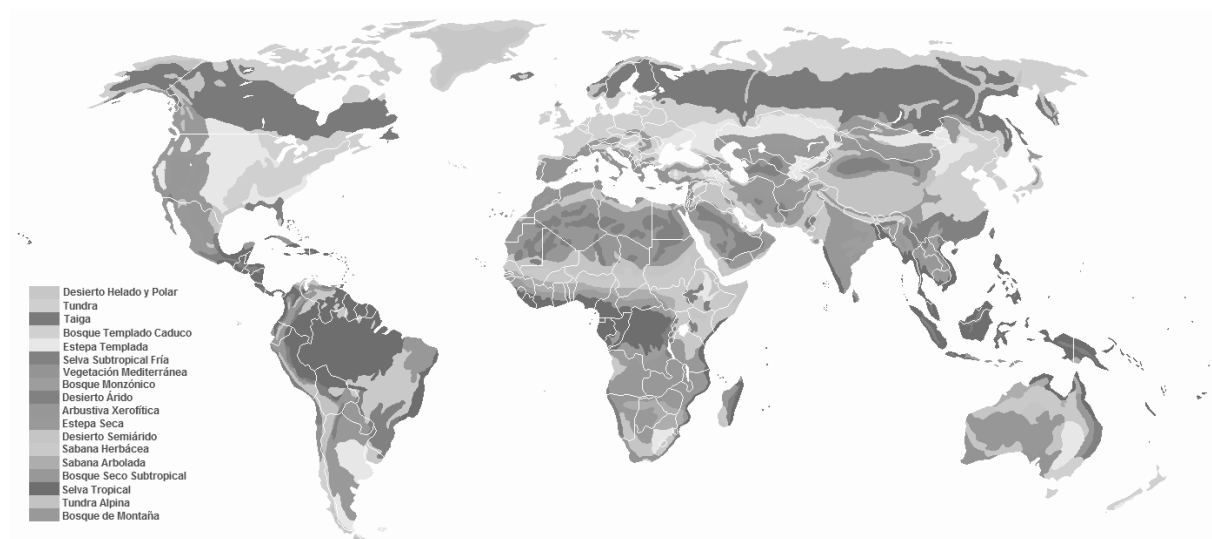 Desierto Helado y Polar
Tundra
Taiga
Bosque Templado Caduco
Estepa Templada
Selva Subtropical Fría
Vegetación Mediterránea
Bosque Monzónico
Desierto Árido
Arbustiva Xerofítica
Estepa Seca
Desierto Semiárido
Sabana Herbácea
Sabana Arbolada
Bosque Seco Subtropical
Selva Tropical
Tundra Alpina
Bosque de Montaña